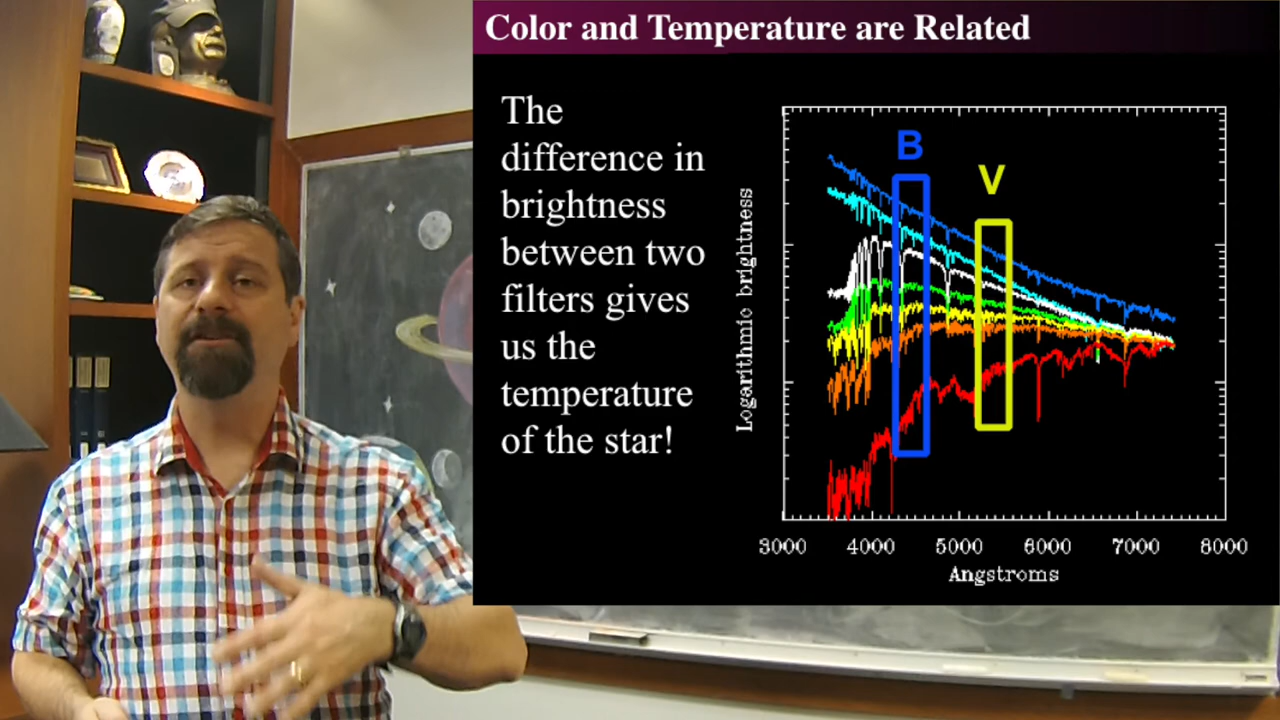 Color and Temperature are Related
The
difference in
brightness
between two
filters gives
us the
temperature
of the star!
B
V
Logarithmic brightness
3000 4000 5000 6000 7000 8000
Angstroms